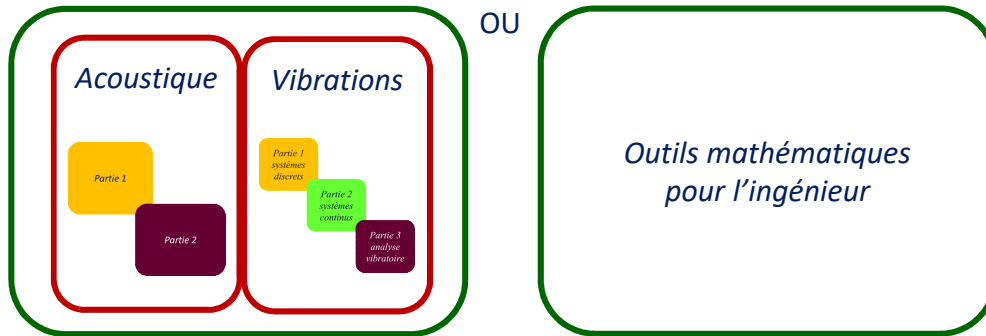 OU
Acoustique
Partie 1
Partie 2
Vibrations
Partie 1
systèmes
discrets
Partie 2
systèmes
continus
Partie 3
analyse
vibratoire
Outils mathématiques
pour l'ingénieur